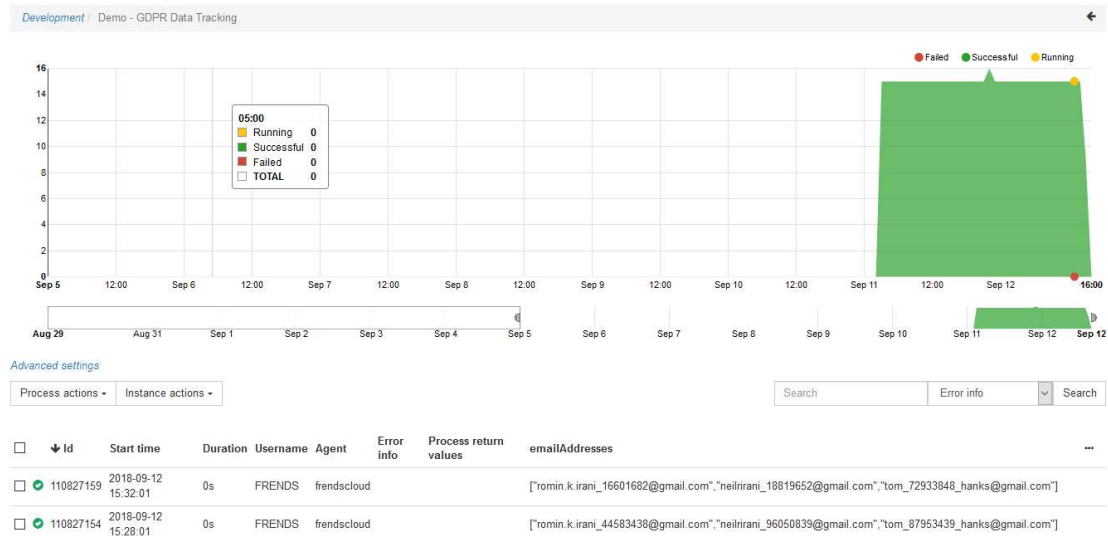 Development / Demo - GDPR Data Tracking
Failed Successful Running
16
14
12
10
8
6
4
2
0
05:00
Running 0
Successful 0
Failed 0
TOTAL 0
Sep 5 12:00 Sep 6 12:00 Sep 7 12:00 Sep 8 12:00 Sep 9 12:00 Sep 10 12:00 Sep 11 12:00 Sep 12 16:00
Aug 29 Aug 31 Sep 1 Sep 2 Sep 3 Sep 4 Sep 5 Sep 6 Sep 7 Sep 8 Sep 9 Sep 10 Sep 11 Sep 12 Sep 12
Advanced settings
Process actions Instance actions Search Error info Search
Id Start time Duration Username Agent Error info Process return values emailAddresses ...
110827159 2018-09-12 15:32:01 0s FRENDS frendscloud ["romin.k.irani_16601682@gmail.com","neilrirani_18819652@gmail.com","tom_72933848_hanks@gmail.com"]
110827154 2018-09-12 15:28:01 0s FRENDS frendscloud ["romin.k.irani_44583438@gmail.com","neilrirani_96050839@gmail.com","tom_87953439_hanks@gmail.com"]